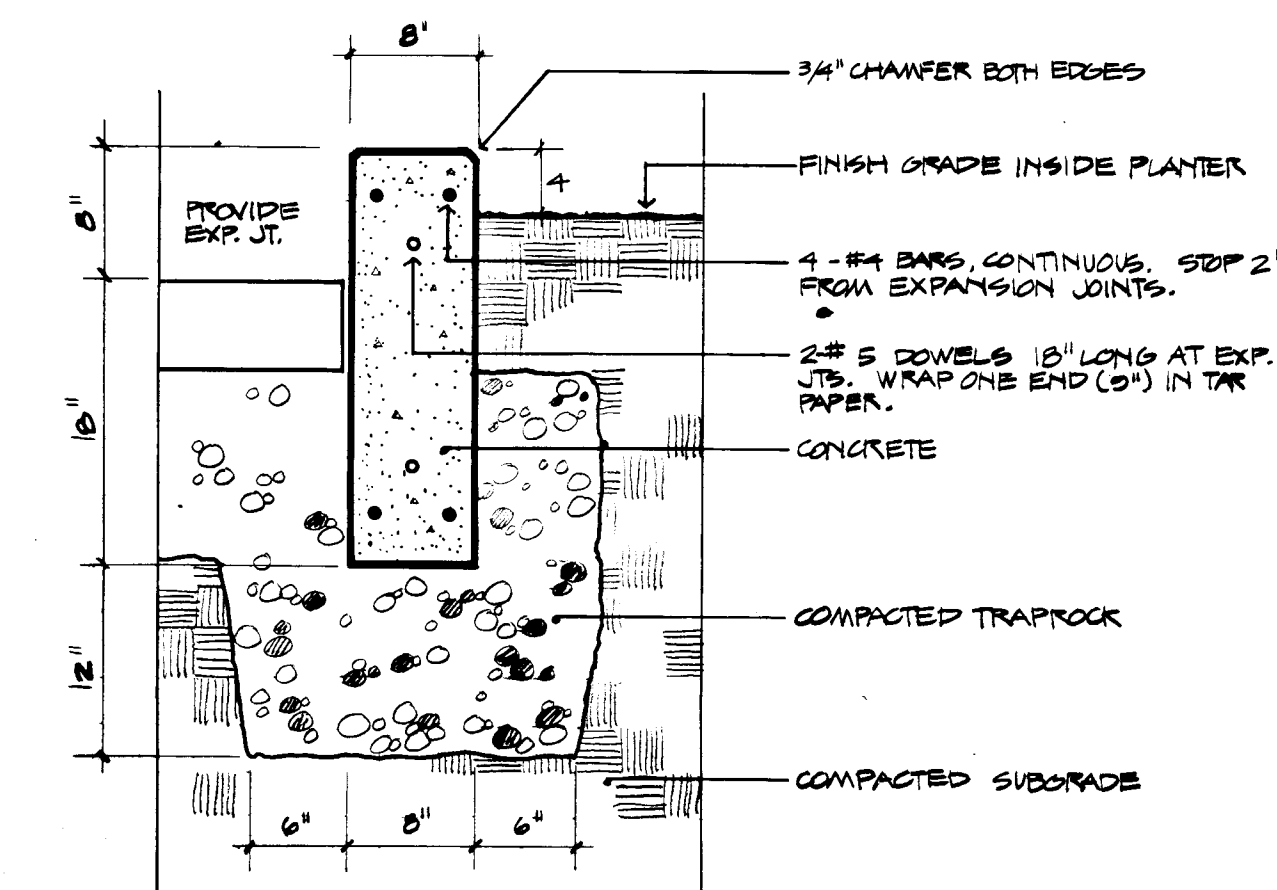 8"
3/4" CHAMFER BOTH EDGES
4
FINISH GRADE INSIDE PLANTER
8"
PROVIDE
EXP. JT.
4 - #4 BARS, CONTINUOUS. STOP 2"
FROM EXPANSION JOINTS.
2-# 5 DOWELS 18" LONG AT EXP.
JTS. WRAP ONE END (9") IN TAR
PAPER.
18"
CONCRETE
COMPACTED TRAPROCK
12"
COMPACTED SUBGRADE
6" 8" 6"